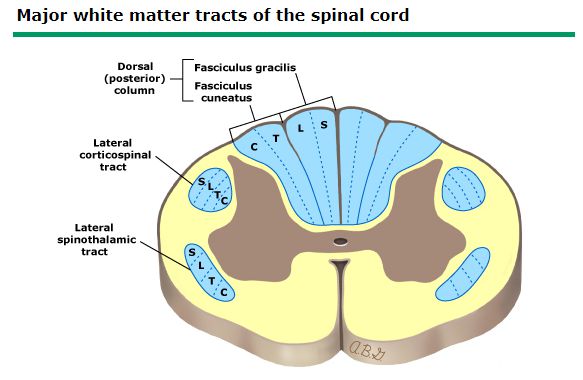 Major white matter tracts of the spinal cord
Dorsal
(posterior)
column
Fasciculus gracilis
Fasciculus
cuneatus
C T L S
Lateral
corticospinal
tract
S L T C
Lateral
spinothalamic
tract
S
L
T
C
A.B.G